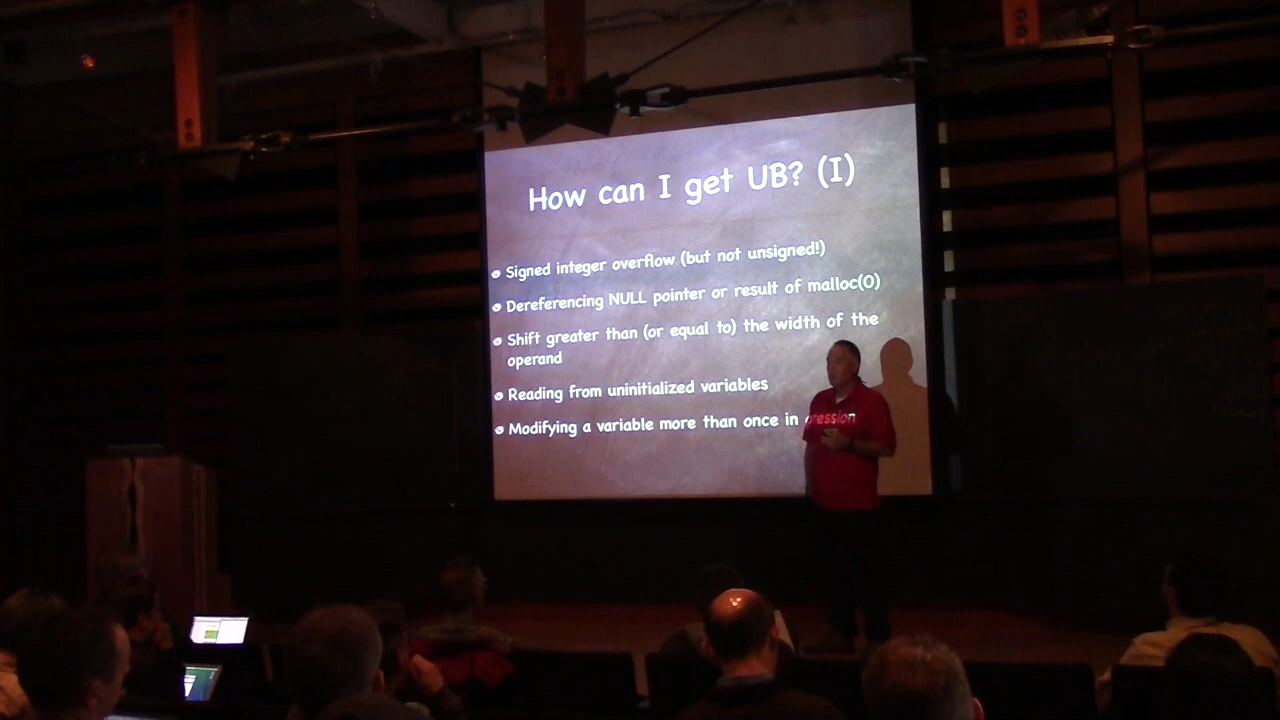 How can I get UB? (I)
Signed integer overflow (but not unsigned!)
Dereferencing NULL pointer or result of malloc(0)
Shift greater than (or equal to) the width of the
operand
Reading from uninitialized variables
Modifying a variable more than once in pression